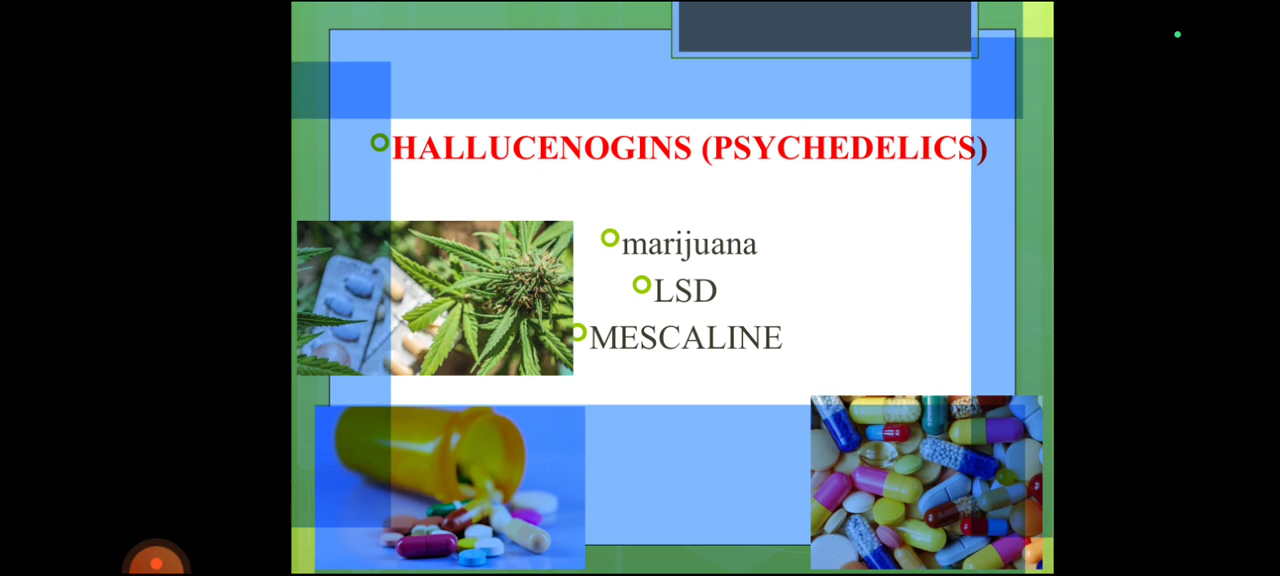 HALLUCENOGINS (PSYCHEDELICS)
marijuana
LSD
MESCALINE